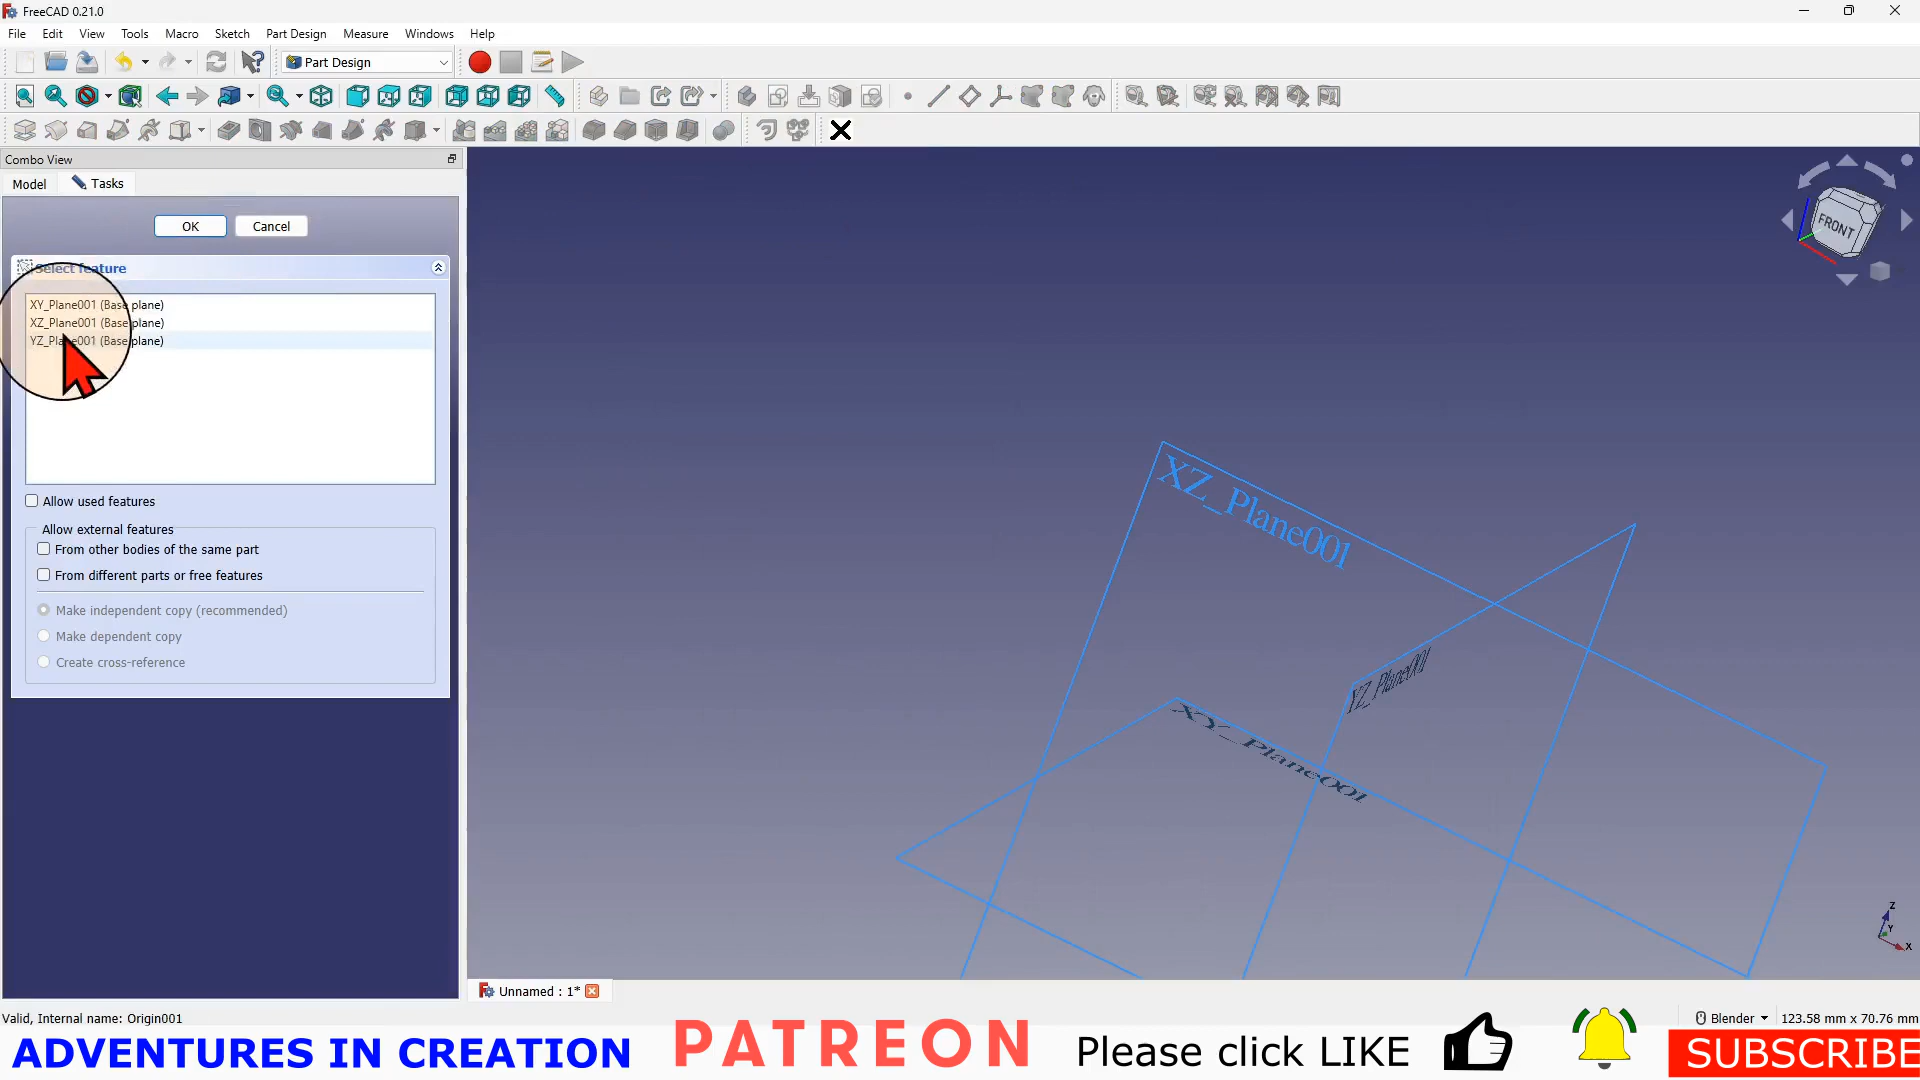 FreeCAD 0.21.0
File Edit View Tools Macro Sketch Part Design Measure Windows Help
Part Design
Combo View
Model Tasks
OK Cancel
Select feature
XY_Plane001 (Base plane)
XZ_Plane001 (Base plane)
YZ_Plane001 (Base plane)
Allow used features
Allow external features
From other bodies of the same part
From different parts or free features
Make independent copy (recommended)
Make dependent copy
Create cross-reference
FRONT
XZ_Plane001
YZ_Plane001
XY_Plane001
Z
Y
X
Unnamed : 1*
Valid, Internal name: Origin001
Blender 123.58 mm x 70.76 mm
ADVENTURES IN CREATION PATREON Please click LIKE SUBSCRIBE